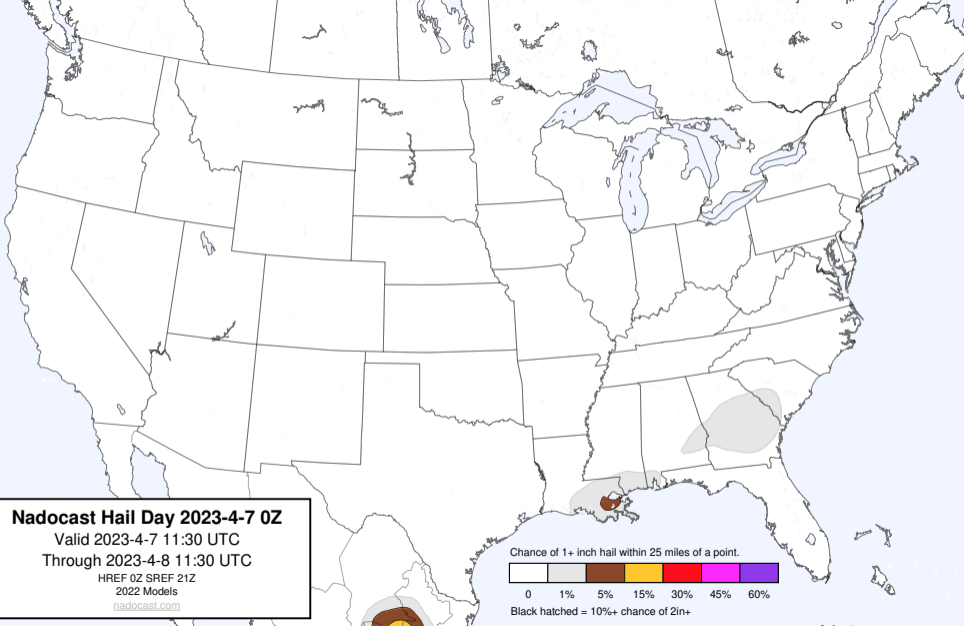 Nadocast Hail Day 2023-4-7 0Z
Valid 2023-4-7 11:30 UTC
Through 2023-4-8 11:30 UTC
HREF 0Z SREF 21Z
2022 Models
nadocast.com
Chance of 1+ inch hail within 25 miles of a point.
0 1% 5% 15% 30% 45% 60%
Black hatched = 10%+ chance of 2in+